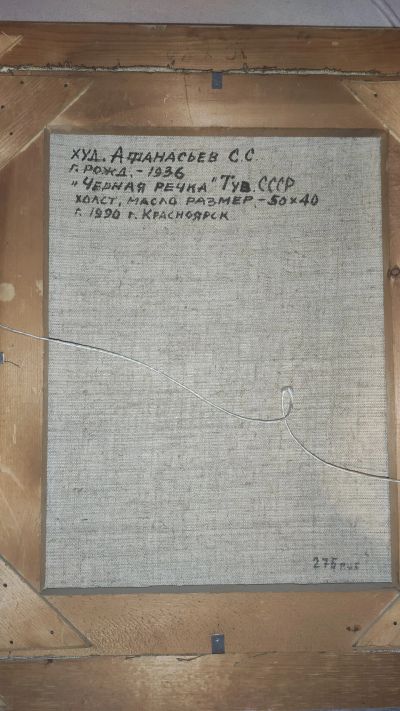 ХУД. АФАНАСЬЕВ С.С.
Г. РОЖД. - 1936
"ЧЕРНАЯ РЕЧКА" ТУВ. СССР
ХОЛСТ, МАСЛО РАЗМЕР. - 50×40
Г. 1990 г. КРАСНОЯРСК
275 руб